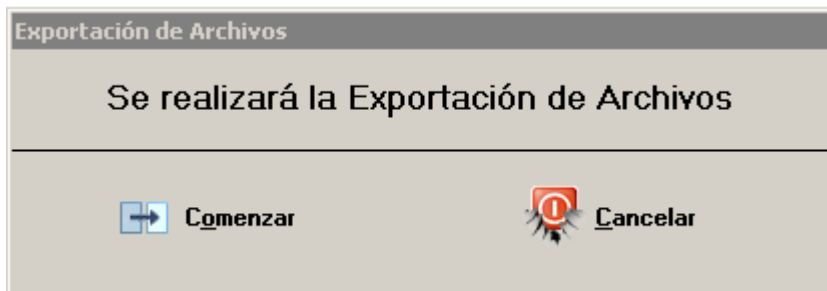 Exportación de Archivos
Se realizará la Exportación de Archivos
Comenzar
Cancelar